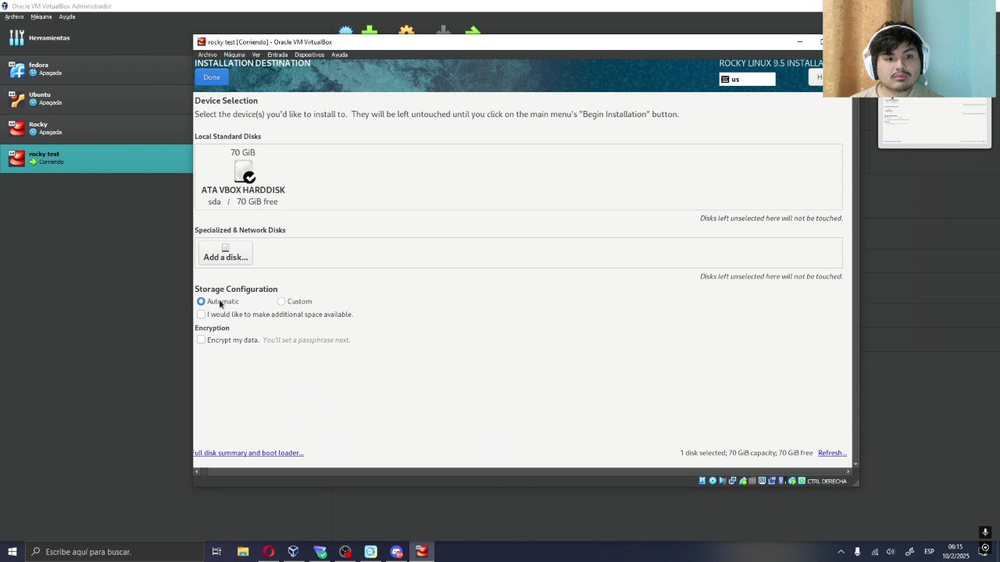 Oracle VM VirtualBox Administrador
Archivo Máquina Ayuda
Herramientas
fedora
Apagada
Ubuntu
Apagada
Rocky
Apagada
rocky test
Corriendo
rocky test [Corriendo] - Oracle VM VirtualBox
Archivo Máquina Ver Entrada Dispositivos Ayuda
INSTALLATION DESTINATION
ROCKY LINUX 9.5 INSTALLA
Done
us
H
Device Selection
Select the device(s) you'd like to install They will be left untouched until you click on the main menu's "Begin Installation" button.
Local Standard Disks
70 GiB
ATA VBOX HARDDISK
sda / 70 GiB free
Disks left unselected here will not be touched.
Specialized & Network Disks
Add a disk...
Disks left unselected here will not be touched.
Storage Configuration
Automatic Custom
I would like to make additional space available.
Encryption
Encrypt my data. You'll set a passphrase next.
Full disk summary and boot loader...
1 disk selected; 70 GiB capacity; 70 GiB free Refresh...
CTRL DERECHA
Escribe aquí para buscar.
ESP
06:15
10/2/2025